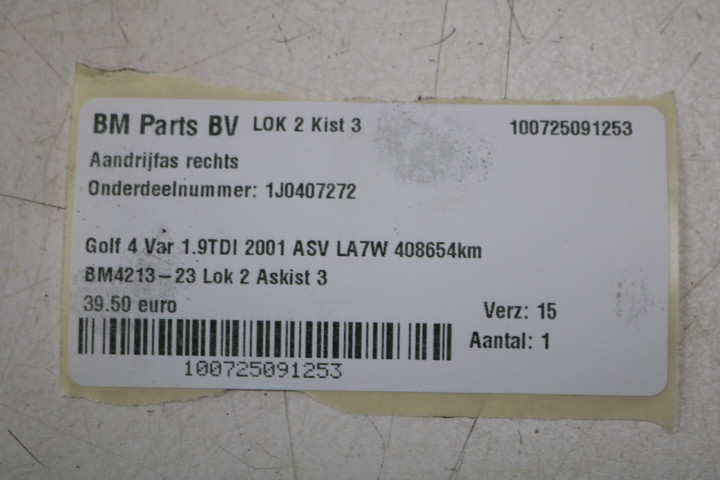 BM Parts BV LOK 2 Kist 3 100725091253
Aandrijfas rechts
Onderdeelnummer: 1J0407272
Golf 4 Var 1.9TDI 2001 ASV LA7W 408654km
BM4213-23 Lok 2 Askist 3
39.50 euro Verz: 15
Aantal: 1
100725091253